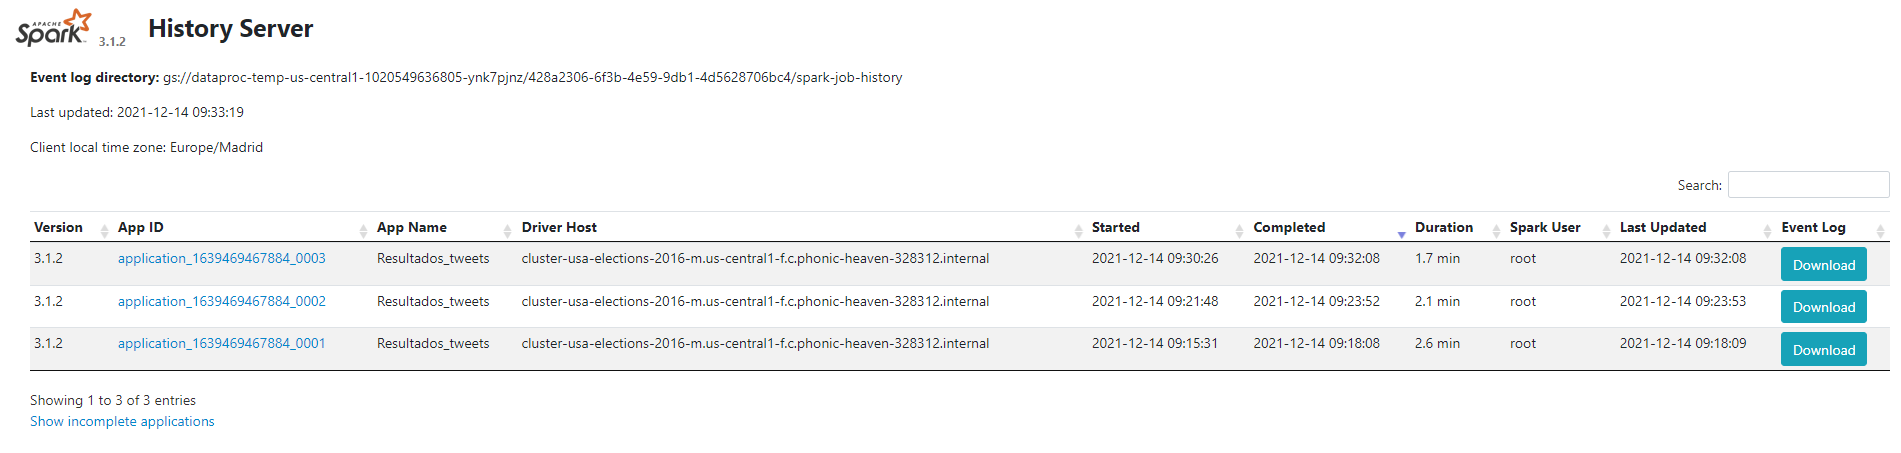 APACHE
Spark 3.1.2 History Server
Event log directory: gs://dataproc-temp-us-central1-1020549636805-ynk7pjnz/428a2306-6f3b-4e59-9db1-4d5628706bc4/spark-job-history
Last updated: 2021-12-14 09:33:19
Client local time zone: Europe/Madrid
Search:
Version App ID App Name Driver Host Started Completed Duration Spark User Last Updated Event Log
3.1.2 application_1639469467884_0003 Resultados_tweets cluster-usa-elections-2016-m.us-central1-f.c.phonic-heaven-328312.internal 2021-12-14 09:30:26 2021-12-14 09:32:08 1.7 min root 2021-12-14 09:32:08 Download
3.1.2 application_1639469467884_0002 Resultados_tweets cluster-usa-elections-2016-m.us-central1-f.c.phonic-heaven-328312.internal 2021-12-14 09:21:48 2021-12-14 09:23:52 2.1 min root 2021-12-14 09:23:53 Download
3.1.2 application_1639469467884_0001 Resultados_tweets cluster-usa-elections-2016-m.us-central1-f.c.phonic-heaven-328312.internal 2021-12-14 09:15:31 2021-12-14 09:18:08 2.6 min root 2021-12-14 09:18:09 Download
Showing 1 to 3 of 3 entries
Show incomplete applications